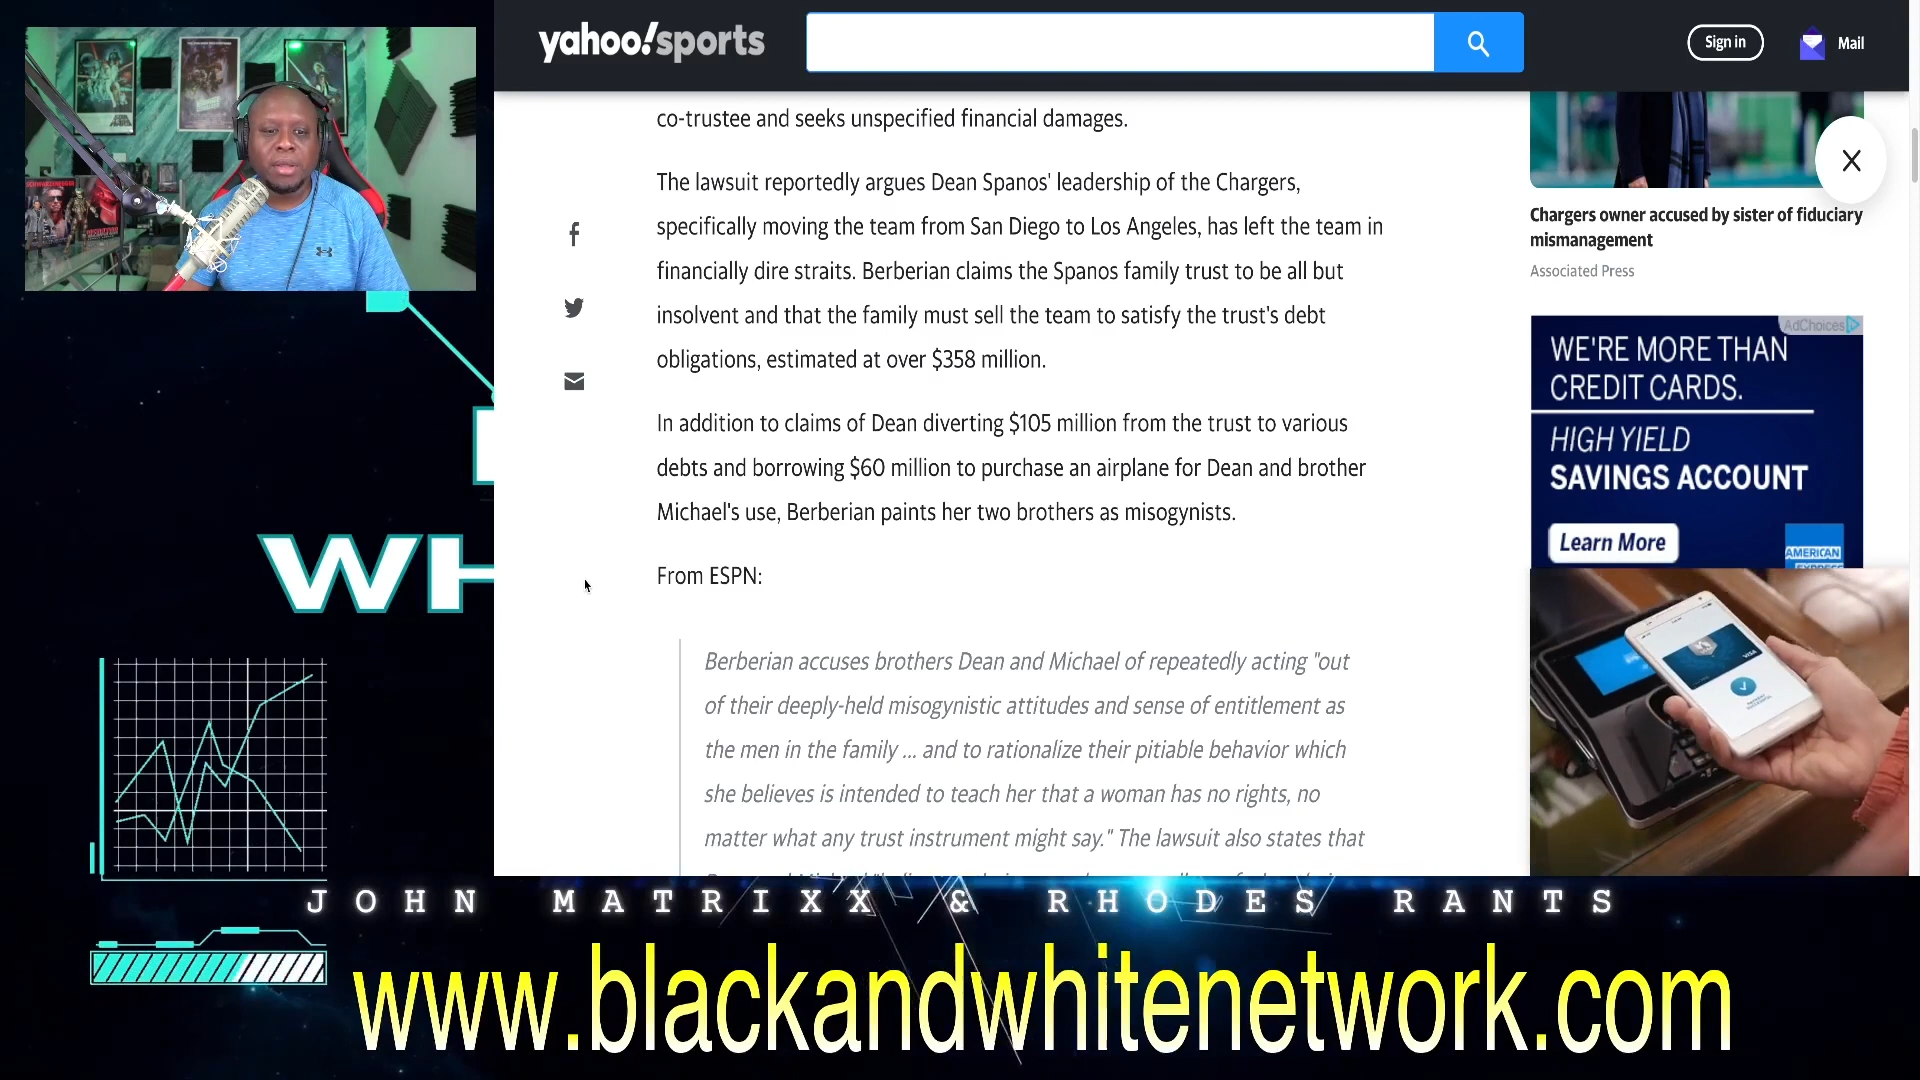 yahoo!sports
Sign in
Mail
co-trustee and seeks unspecified financial damages.
The lawsuit reportedly argues Dean Spanos' leadership of the Chargers,
specifically moving the team from San Diego to Los Angeles, has left the team in
financially dire straits. Berberian claims the Spanos family trust to be all but
insolvent and that the family must sell the team to satisfy the trust's debt
obligations, estimated at over $358 million.
In addition to claims of Dean diverting $105 million from the trust to various
debts and borrowing $60 million to purchase an airplane for Dean and brother
Michael's use, Berberian paints her two brothers as misogynists.
From ESPN:
Berberian accuses brothers Dean and Michael of repeatedly acting "out
of their deeply-held misogynistic attitudes and sense of entitlement as
the men in the family ... and to rationalize their pitiable behavior which
she believes is intended to teach her that a woman has no rights, no
matter what any trust instrument might say." The lawsuit also states that
Chargers owner accused by sister of fiduciary
mismanagement
Associated Press
AdChoices
WE'RE MORE THAN
CREDIT CARDS.
HIGH YIELD
SAVINGS ACCOUNT
Learn More
AMERICAN
VISA
WH
JOHN MATRIXX & RHODES RANTS
www.blackandwhitenetwork.com